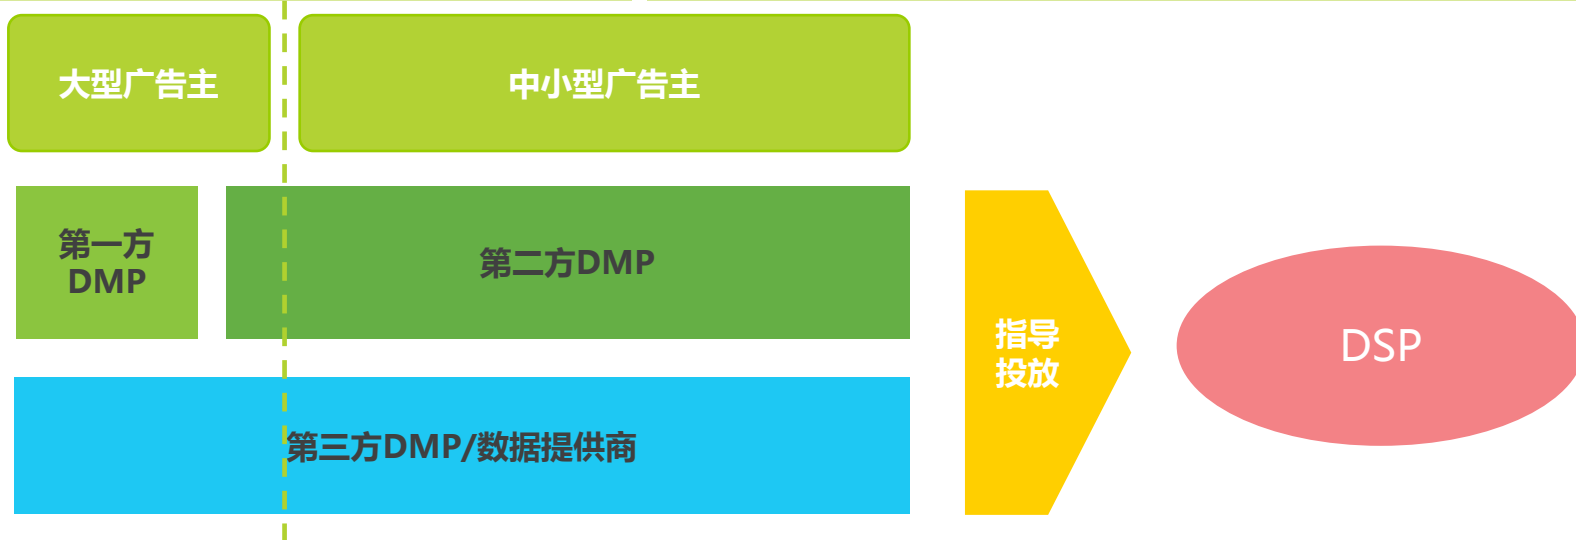 大型广告主
中小型广告主
第一方
DMP
第二方DMP
第三方DMP/数据提供商
指导
投放
DSP